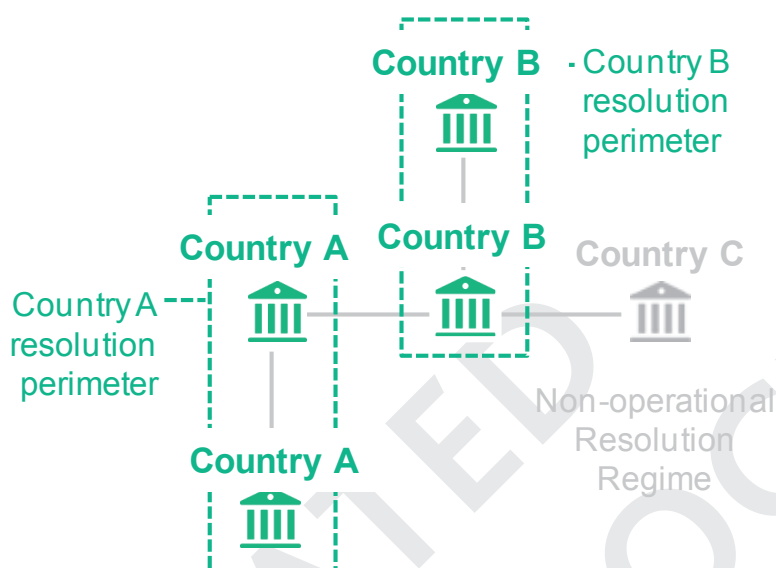 Country B
Country B
resolution
perimeter
Country A
Country B
Country C
Country A
resolution
perimeter
Non-operational
Resolution
Regime
Country A